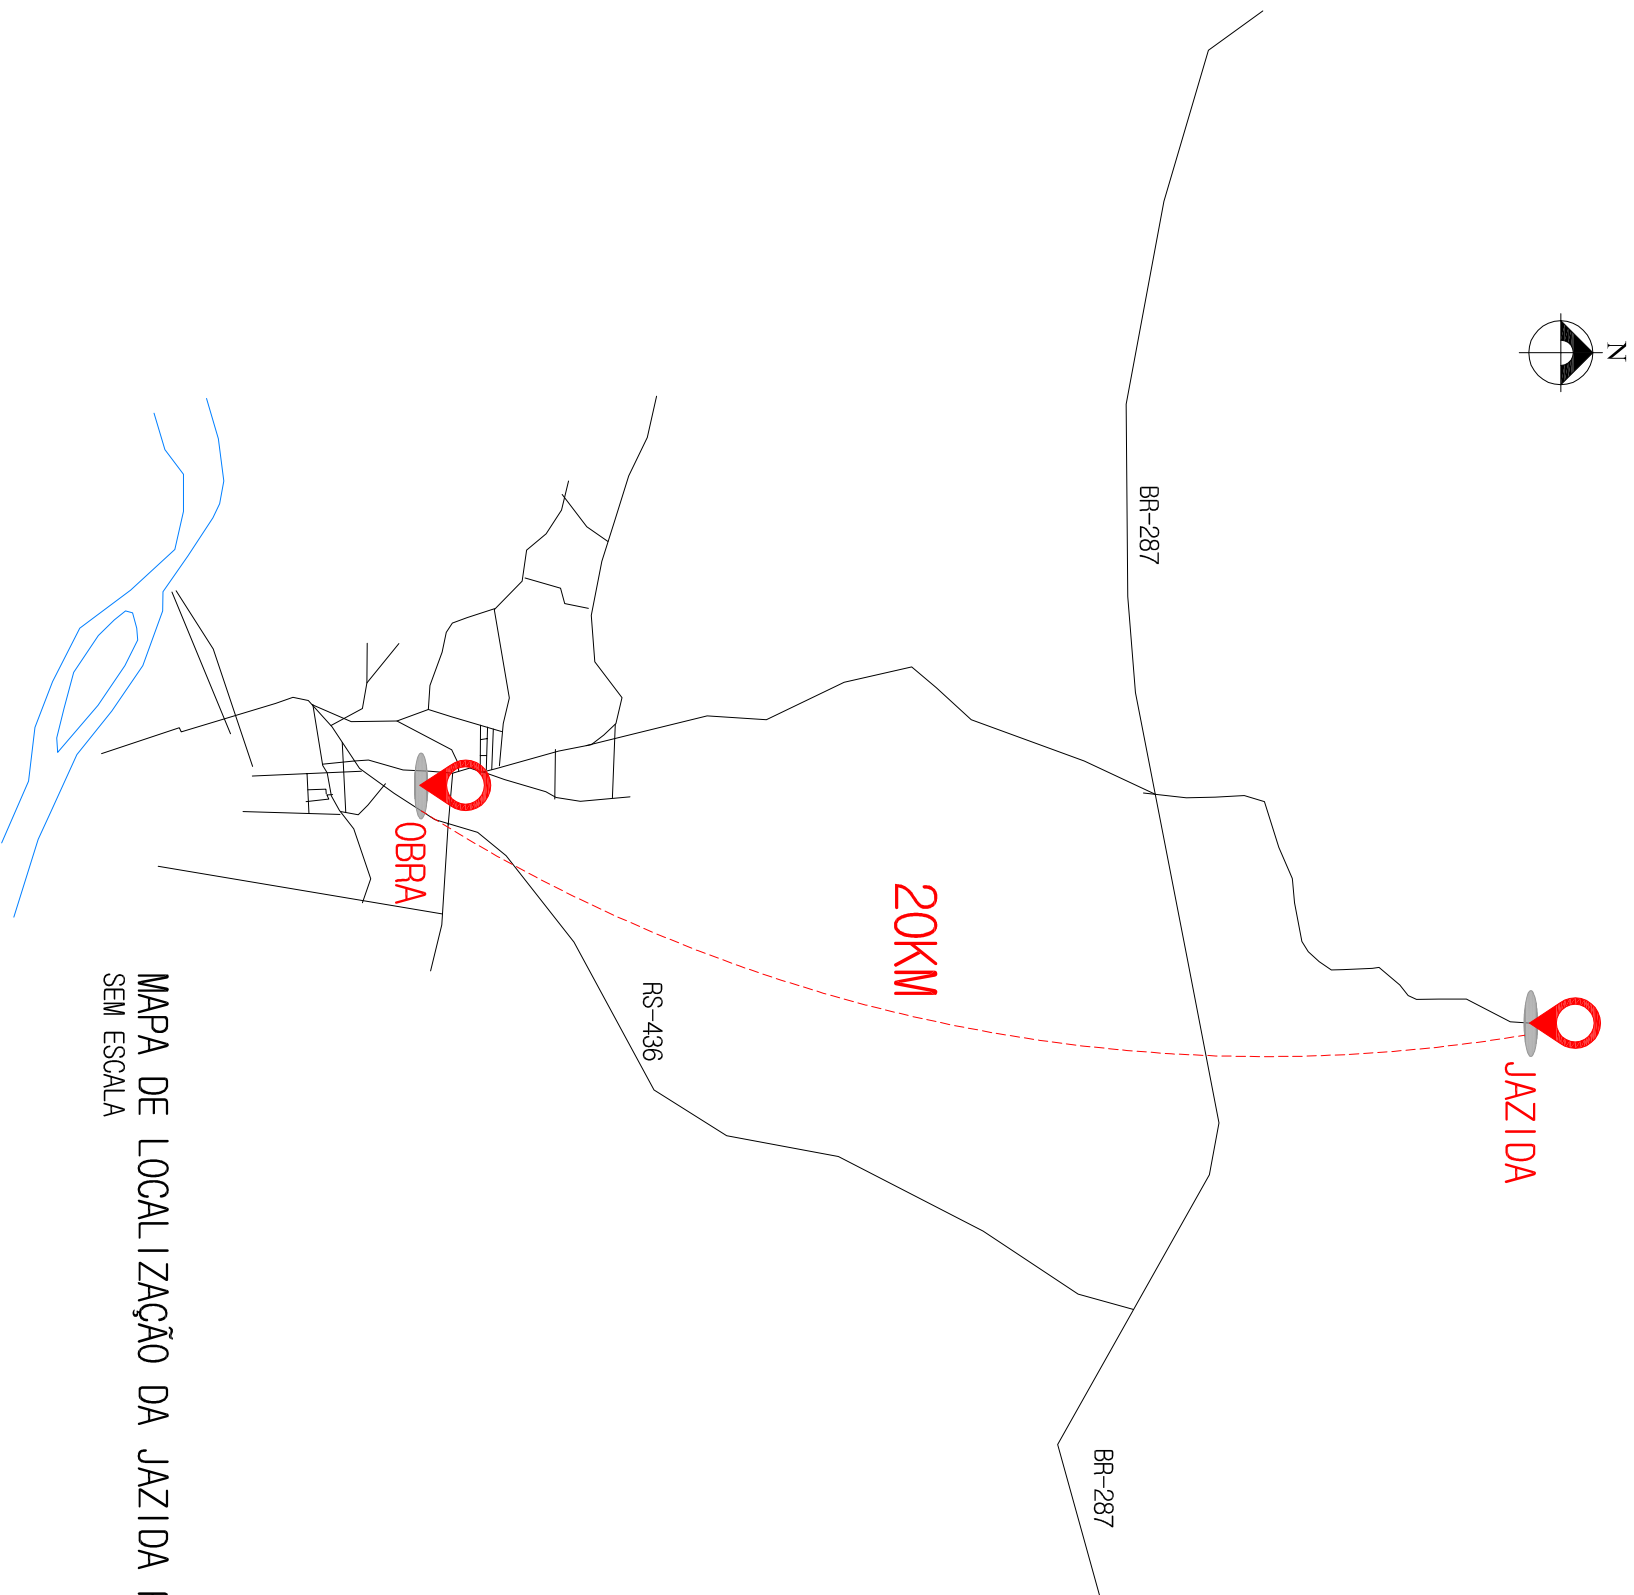 N
JAZIDA
BR-287
BR-287
20KM
RS-436
OBRA
MAPA DE LOCALIZAÇÃO DA JAZIDA
SEM ESCALA